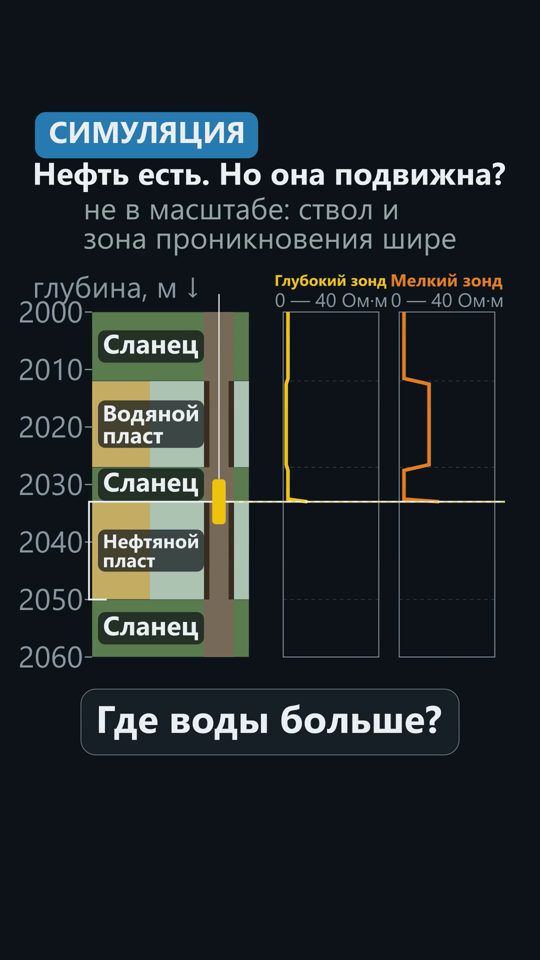 СИМУЛЯЦИЯ
Нефть есть. Но она подвижна?
не в масштабе: ствол и
зона проникновения шире
глубина, м ↓
Глубокий зонд
0 — 40 Ом·м
Мелкий зонд
0 — 40 Ом·м
2000
Сланец
2010
Водяной
пласт
2020
2030
Сланец
2040
Нефтяной
пласт
2050
Сланец
2060
Где воды больше?